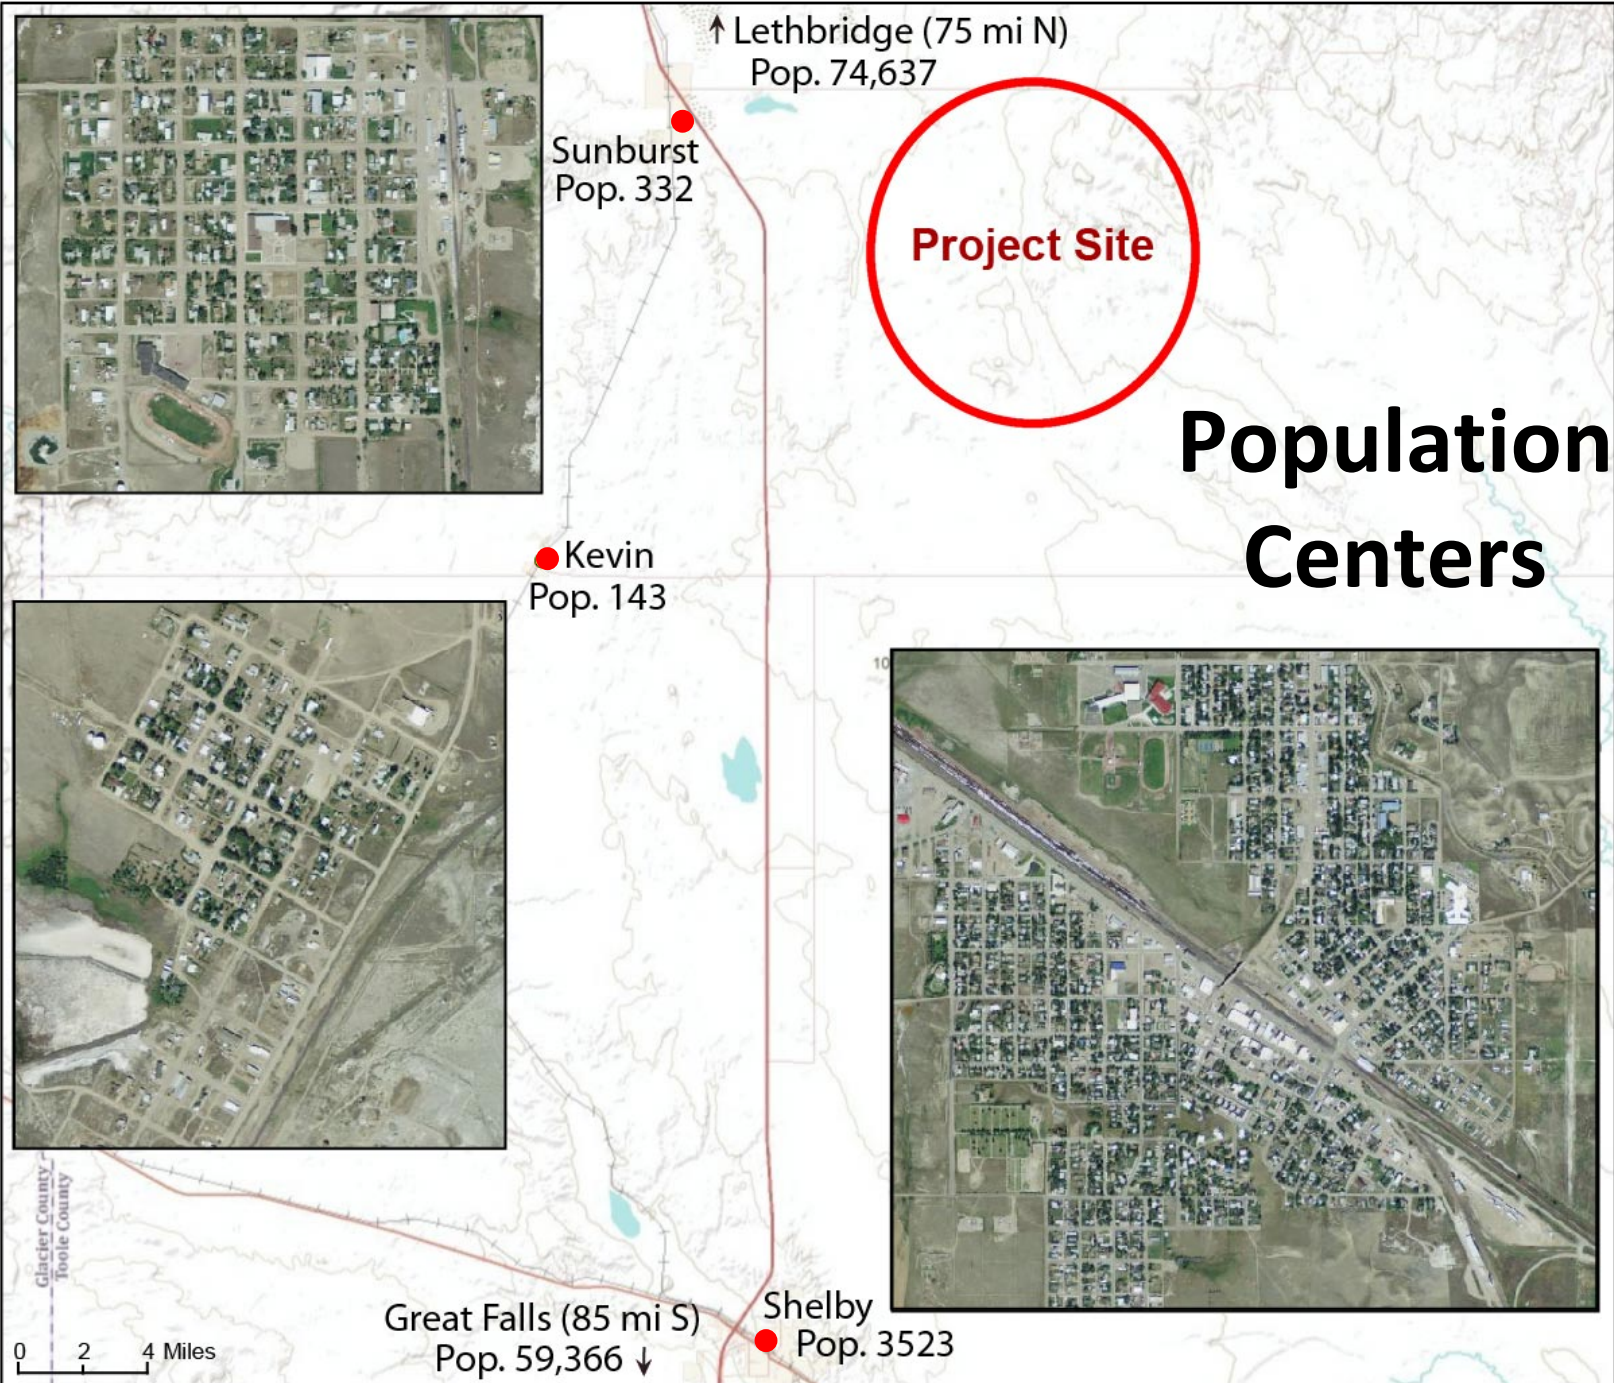 ↑ Lethbridge (75 mi N)
Pop. 74,637
Sunburst
Pop. 332
Project Site
Population
Centers
Kevin
Pop. 143
10
Glacier County
Toole County
Great Falls (85 mi S)
Pop. 59,366 ↓
Shelby
Pop. 3523
0 2 4 Miles